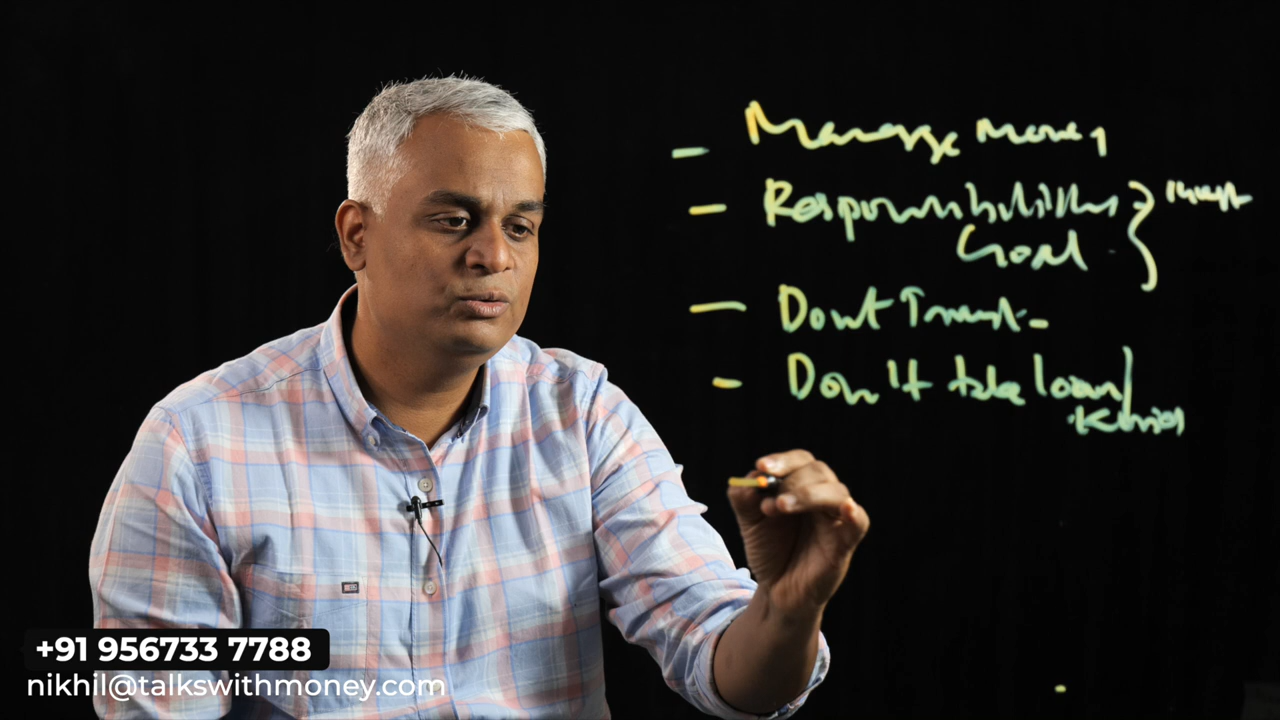 - Manage Money
- Responsibilities }
Goal
- Dont Trust -
- Don't take loan/
+91 956733 7788
nikhil@talkswithmoney.com